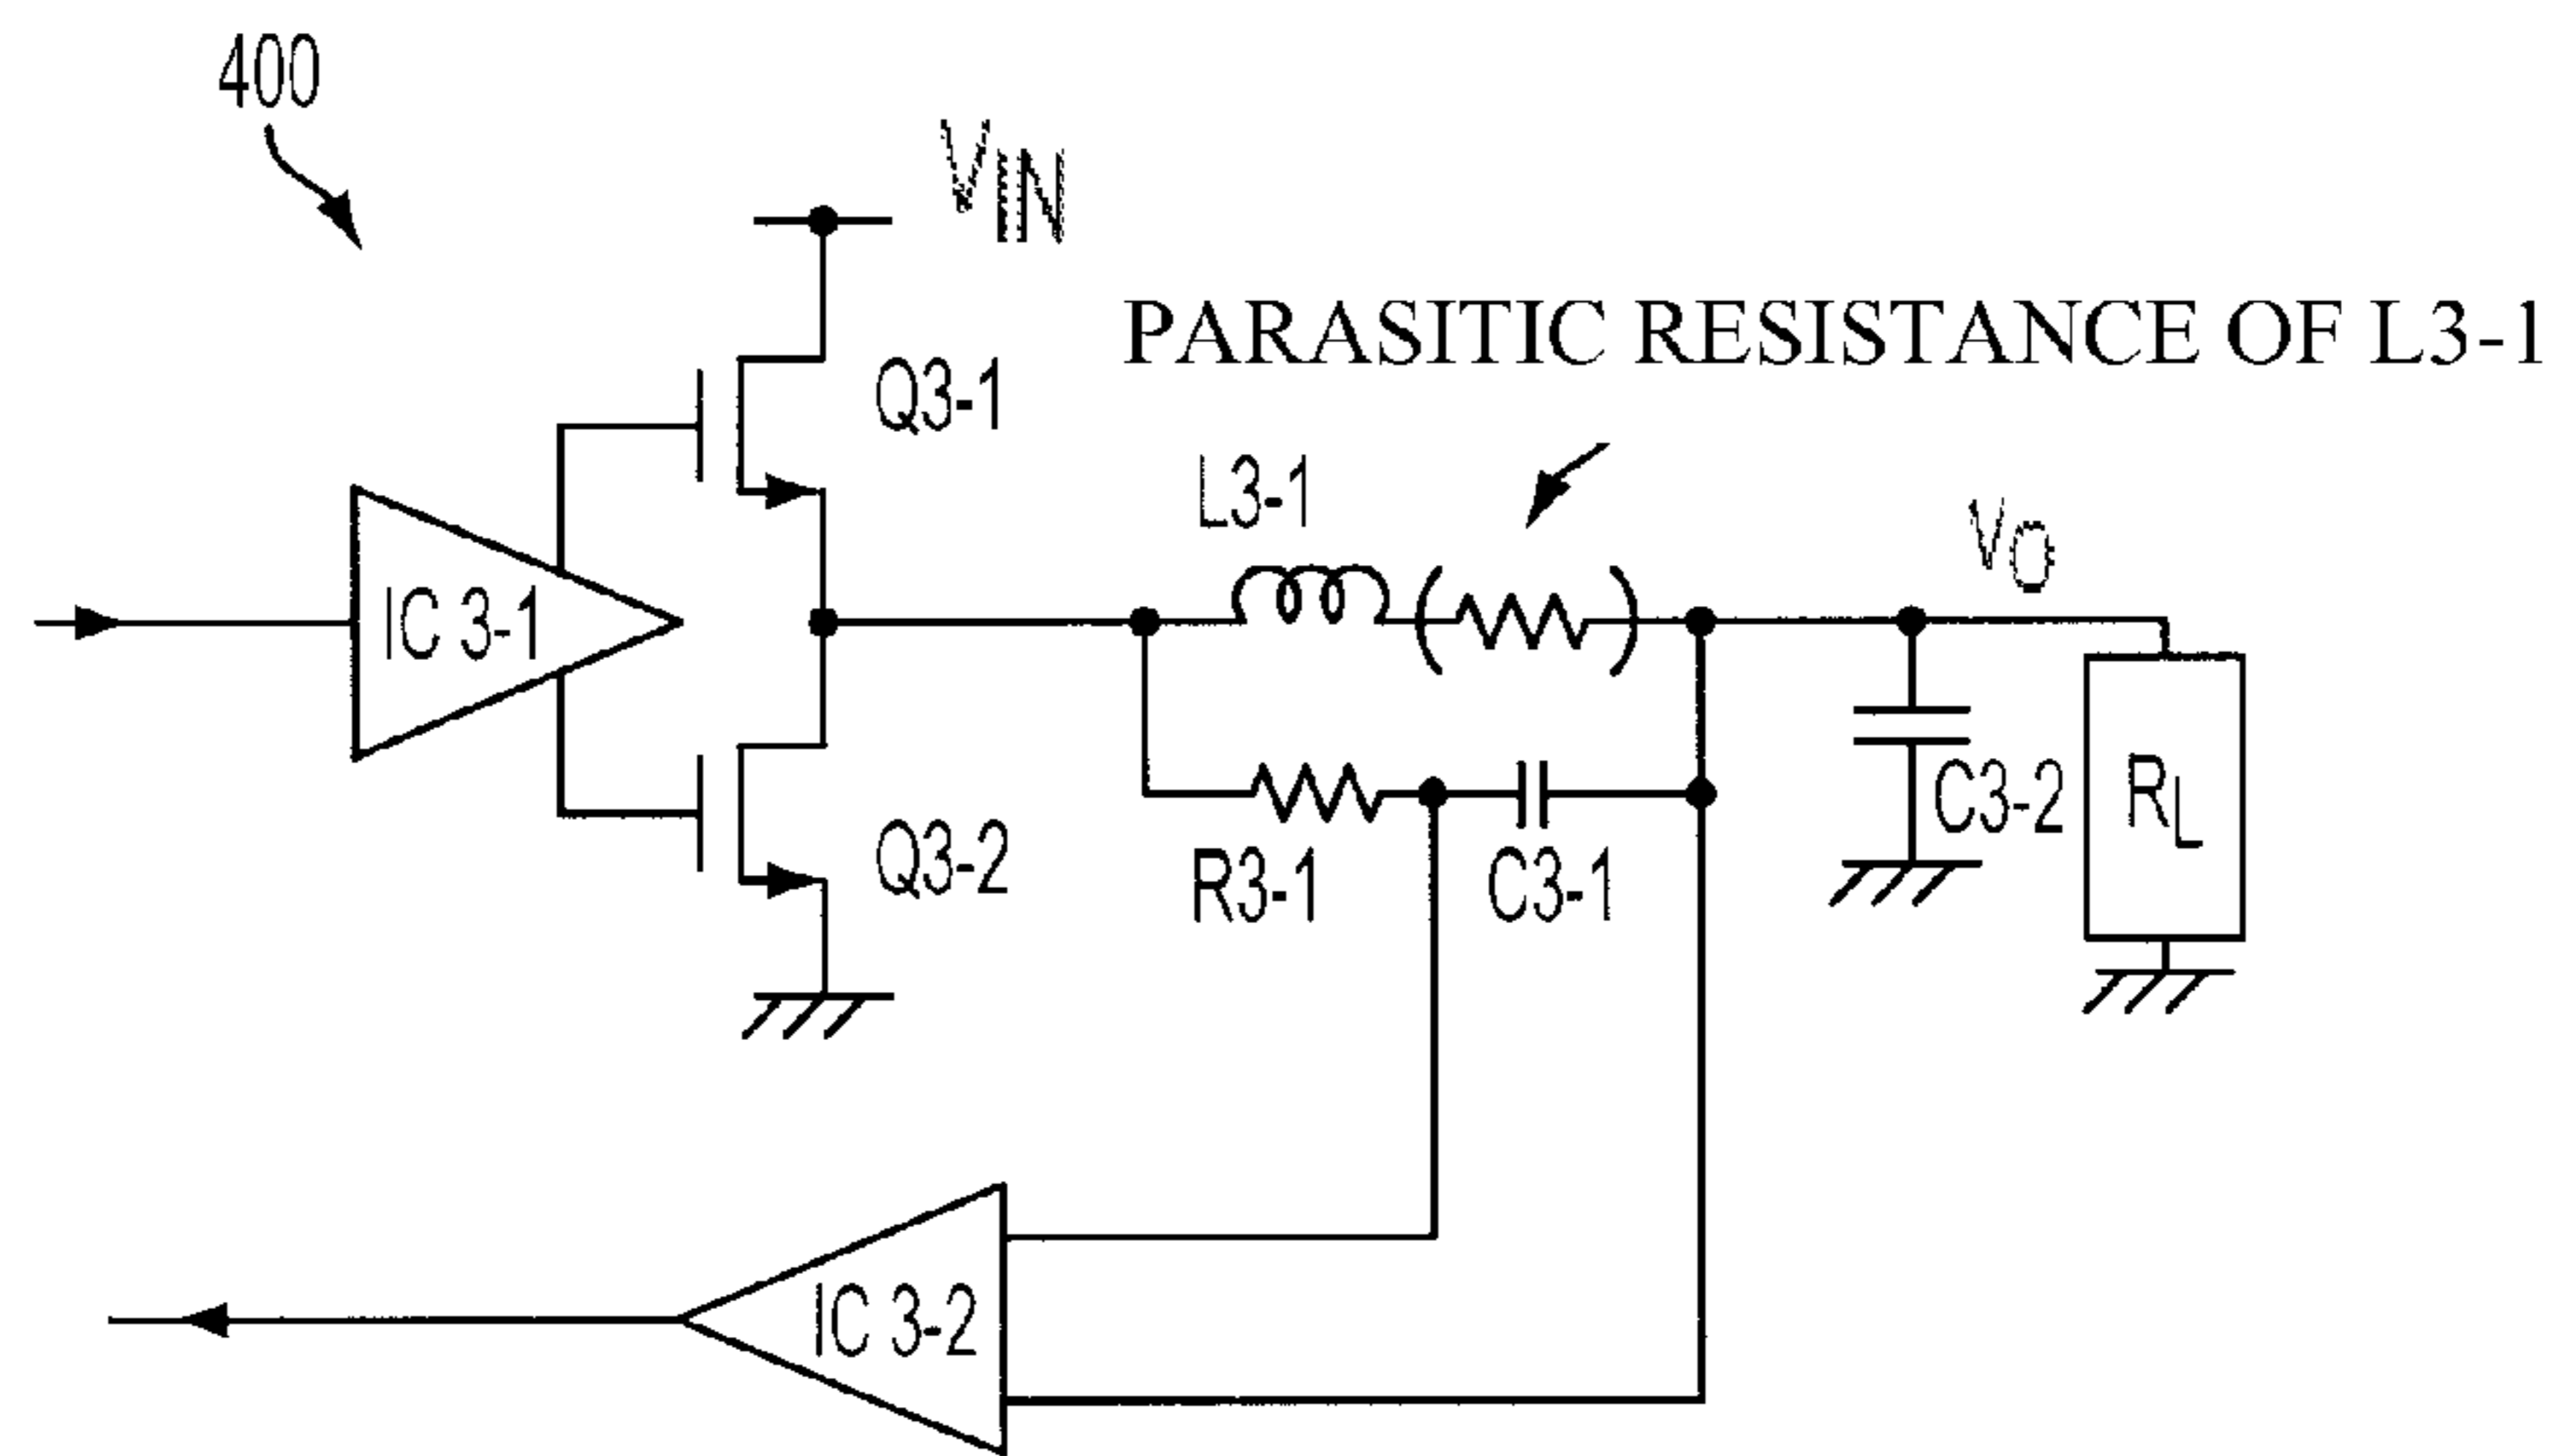 400
VIN
PARASITIC RESISTANCE OF L3-1
Q3-1
L3-1
VO
IC 3-1
Q3-2
R3-1
C3-1
C3-2
RL
IC 3-2